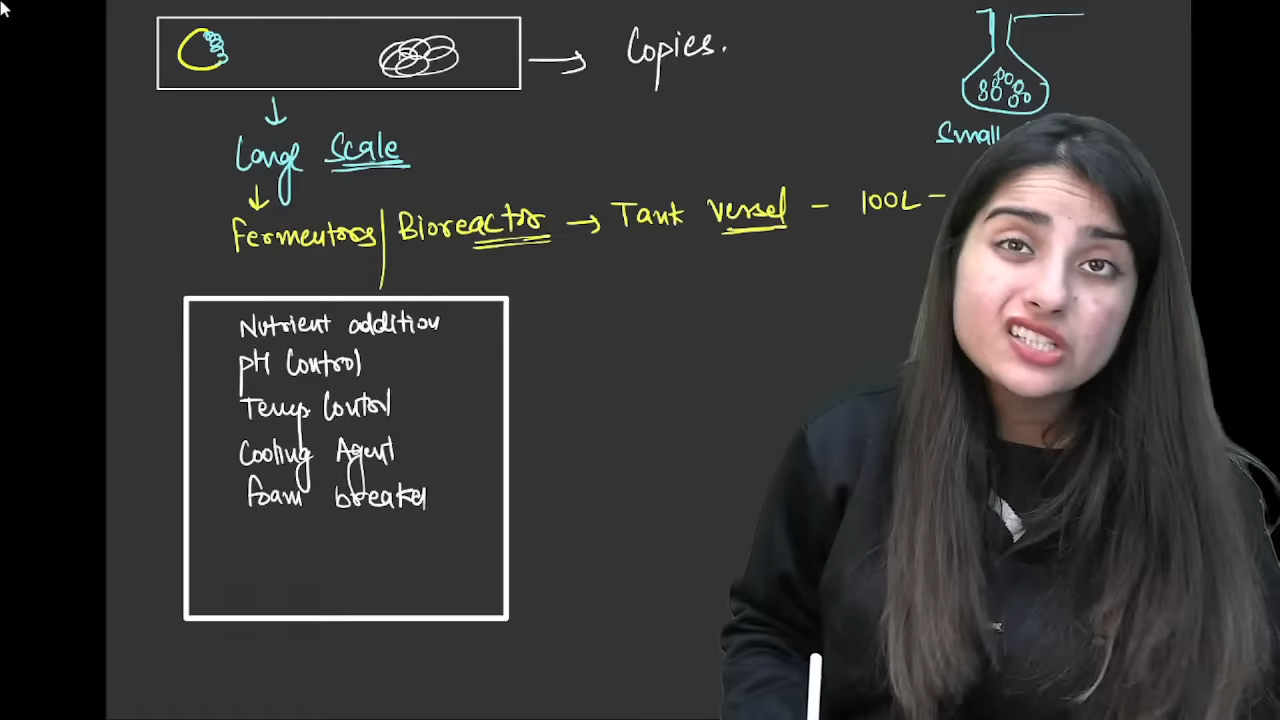 Copies.
Small
Large Scale
Fermentors | Bioreactor → Tank vessel - 100L -
Nutrient addition
pH Control
Temp Control
Cooling Agent
foam breaker